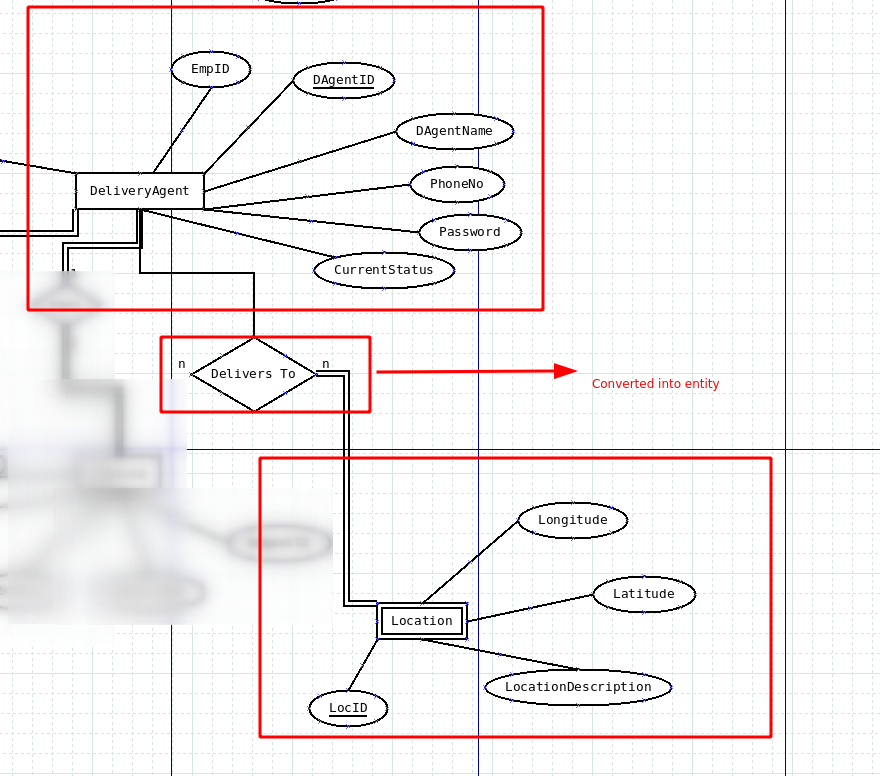 EmpID
DAgentID
DAgentName
DeliveryAgent
PhoneNo
Password
CurrentStatus
n
n
Delivers To
Converted into entity
Longitude
Latitude
Location
LocationDescription
LocID